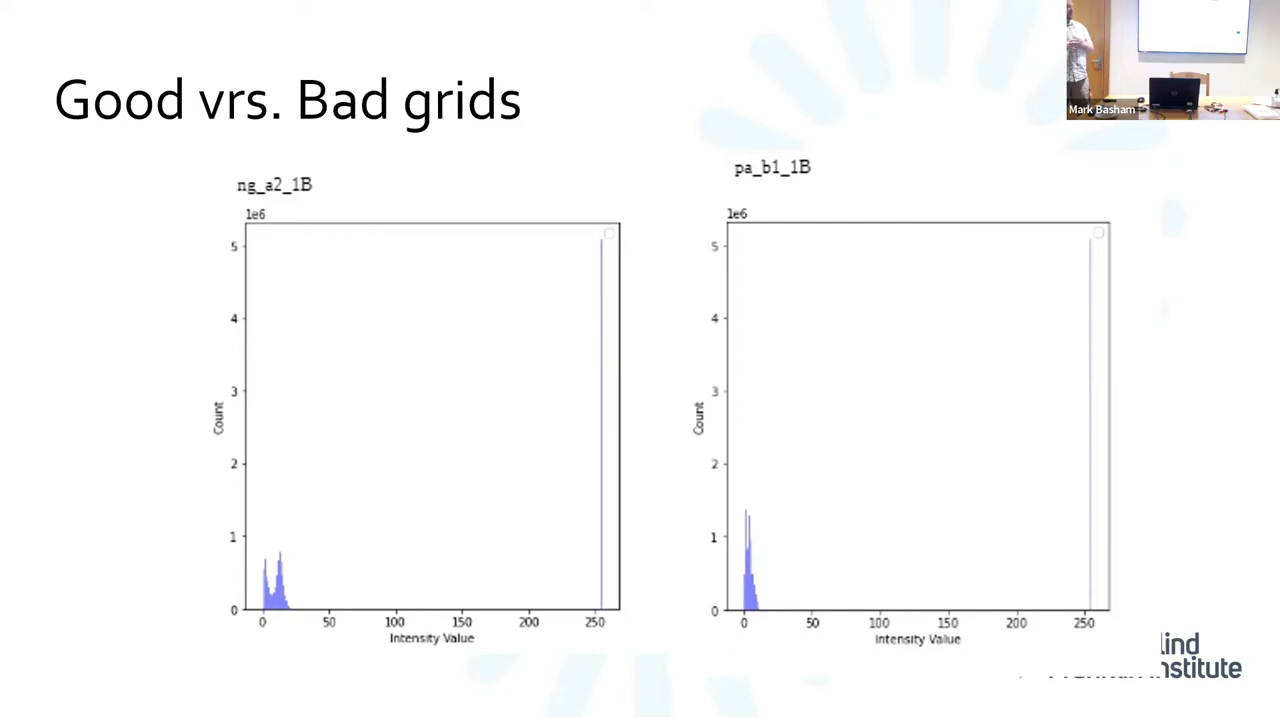 Good vrs. Bad grids
Mark Basham
ng_a2_1B
1e6
5
4
3
2
1
0
Count
0 50 100 150 200 250
Intensity Value
pa_b1_1B
1e6
5
4
3
2
1
0
Count
0 50 100 150 200 250
Intensity Value
lind
nstitute